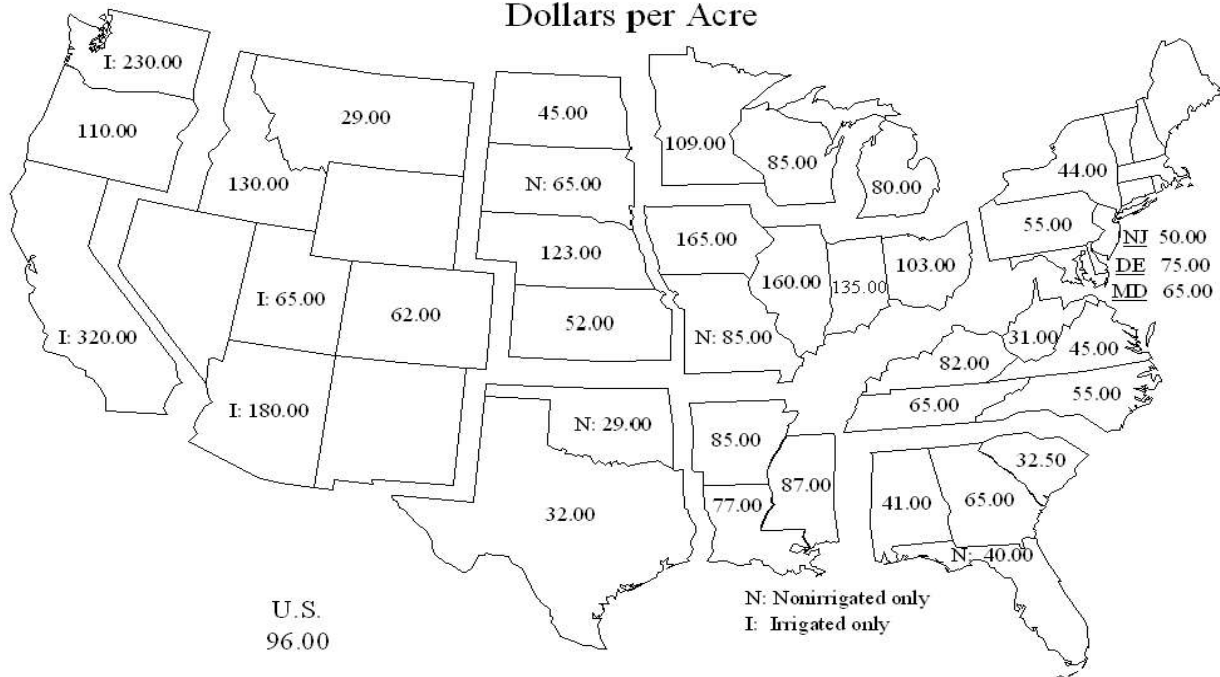 Dollars per Acre
I: 230.00
110.00
29.00
130.00
45.00
N: 65.00
109.00
85.00
80.00
44.00
55.00
NJ 50.00
DE 75.00
MD 65.00
123.00
165.00
160.00
135.00
103.00
I: 65.00
62.00
52.00
N: 85.00
I: 320.00
31.00
45.00
82.00
I: 180.00
N: 29.00
85.00
65.00
55.00
32.50
32.00
77.00
87.00
41.00
65.00
N: 40.00
U.S.
96.00
N: Nonirrigated only
I: Irrigated only